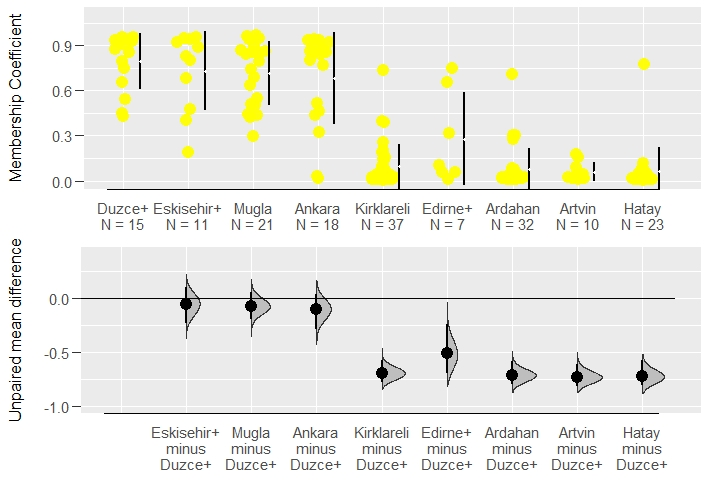 Membership Coefficient
0.9
0.6
0.3
0.0
Duzce+ Eskisehir+ Mugla Ankara Kirklareli Edirne+ Ardahan Artvin Hatay
N = 15 N = 11 N = 21 N = 18 N = 37 N = 7 N = 32 N = 10 N = 23
Unpaired mean difference
0.0
-0.5
-1.0
Eskisehir+ Mugla Ankara Kirklareli Edirne+ Ardahan Artvin Hatay
minus minus minus minus minus minus minus minus
Duzce+ Duzce+ Duzce+ Duzce+ Duzce+ Duzce+ Duzce+ Duzce+